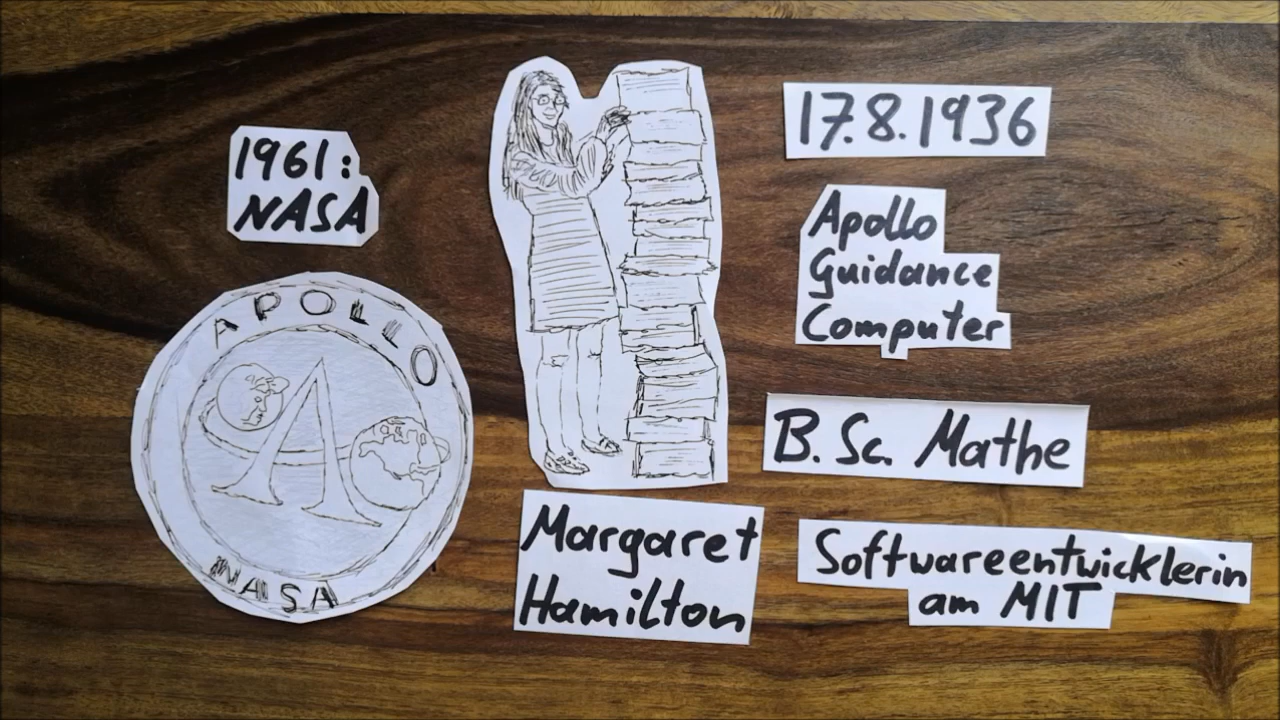 1961:
NASA
APOLLO
NASA
Margaret
Hamilton
17.8.1936
Apollo
Guidance
Computer
B. Sc. Mathe
Softwareentwicklerin
am MIT